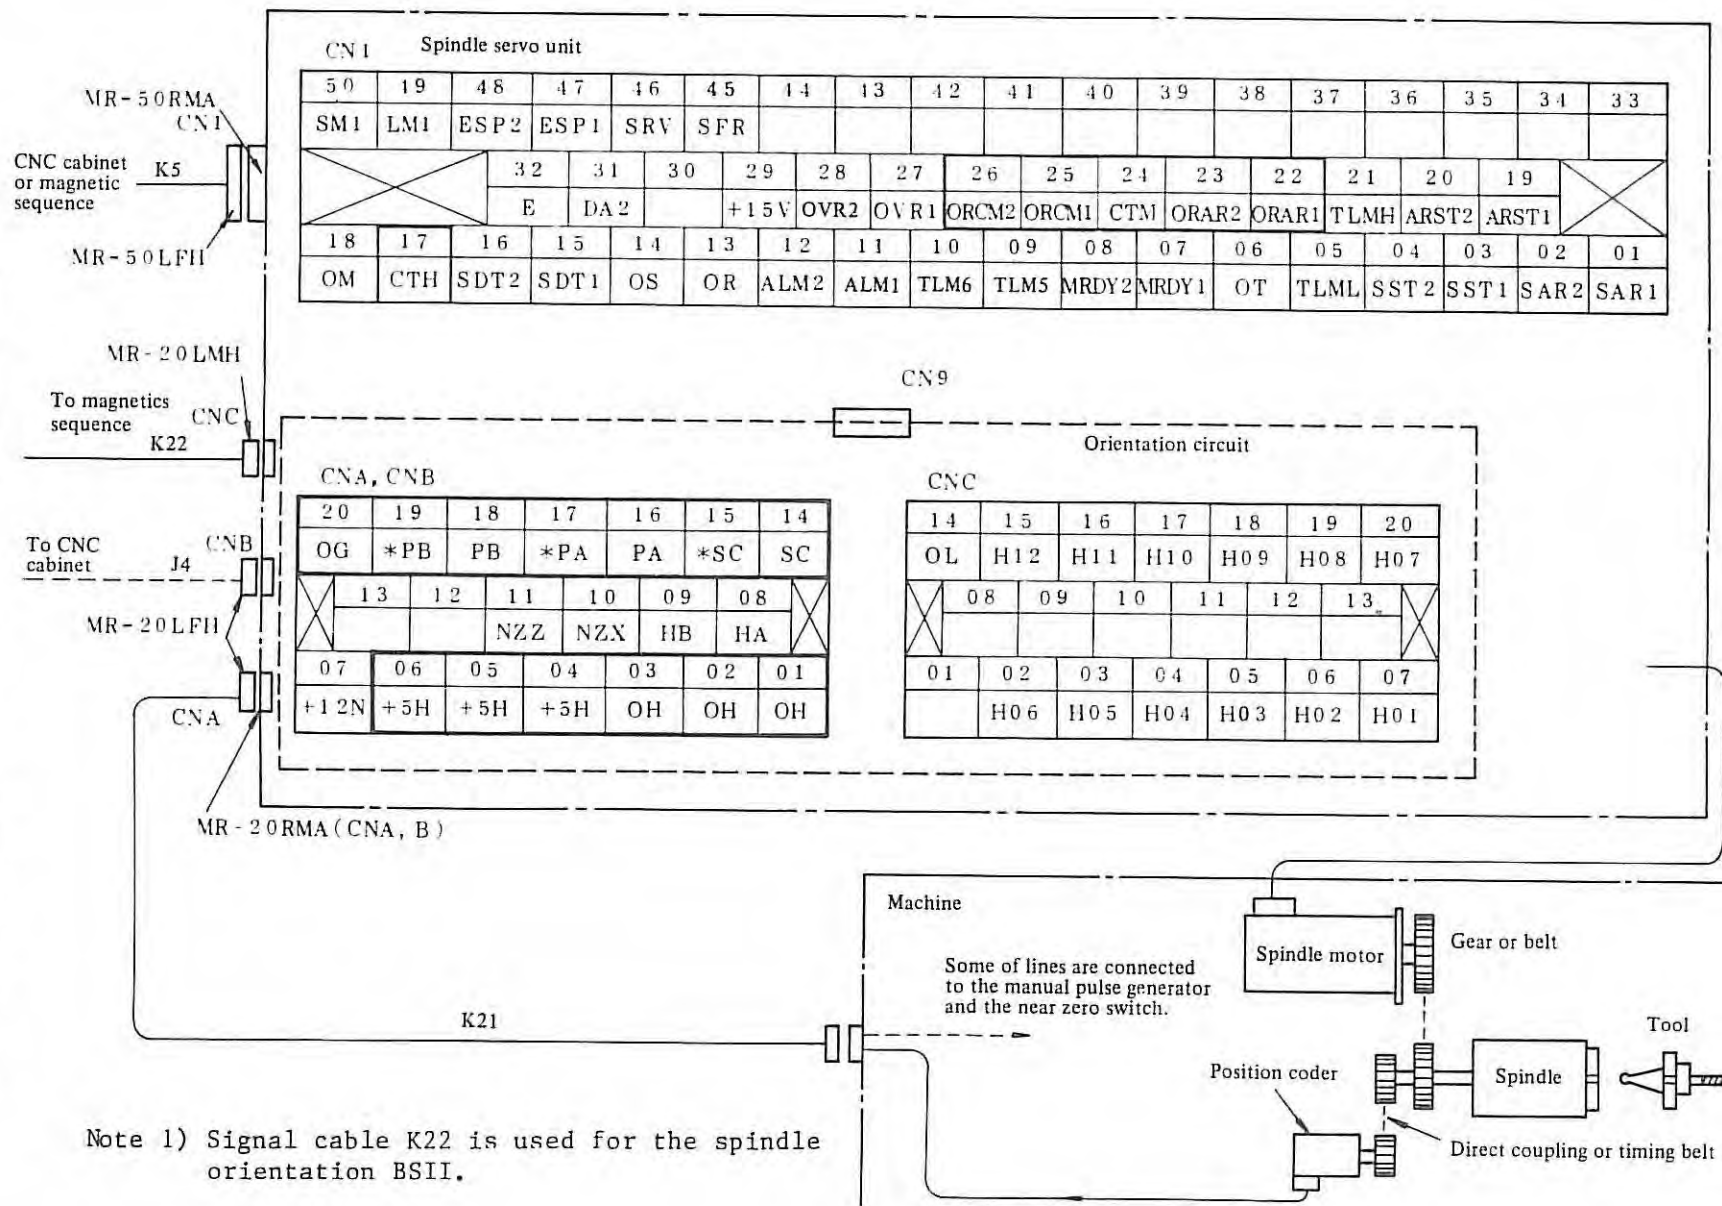 CN1 Spindle servo unit
50 49 48 47 46 45 44 43 42 41 40 39 38 37 36 35 34 33
SM1 LM1 ESP2 ESP1 SRV SFR
32 31 30 29 28 27 26 25 24 23 22 21 20 19
E DA2 +15V OVR2 OVR1 ORCM2 ORCM1 CTM ORAR2 ORAR1 TLMH ARST2 ARST1
18 17 16 15 14 13 12 11 10 09 08 07 06 05 04 03 02 01
OM CTH SDT2 SDT1 OS OR ALM2 ALM1 TLM6 TLM5 MRDY2 MRDY1 OT TLML SST2 SST1 SAR2 SAR1
MR-50RMA
CN1
CNC cabinet
or magnetic
sequence
K5
MR-50LFH
MR-20LMH
To magnetics
sequence
CNC
K22
CN9
Orientation circuit
CNA, CNB
20 19 18 17 16 15 14
OG *PB PB *PA PA *SC SC
13 12 11 10 09 08
NZZ NZX HB HA
07 06 05 04 03 02 01
+12N +5H +5H +5H OH OH OH
CNC
14 15 16 17 18 19 20
OL H12 H11 H10 H09 H08 H07
08 09 10 11 12 13
01 02 03 04 05 06 07
H06 H05 H04 H03 H02 H01
To CNC
cabinet
CNB
J4
MR-20LFH
CNA
MR-20RMA(CNA, B)
K21
Machine
Some of lines are connected
to the manual pulse generator
and the near zero switch.
Spindle motor
Gear or belt
Tool
Position coder
Spindle
Direct coupling or timing belt
Note 1) Signal cable K22 is used for the spindle
orientation BSII.